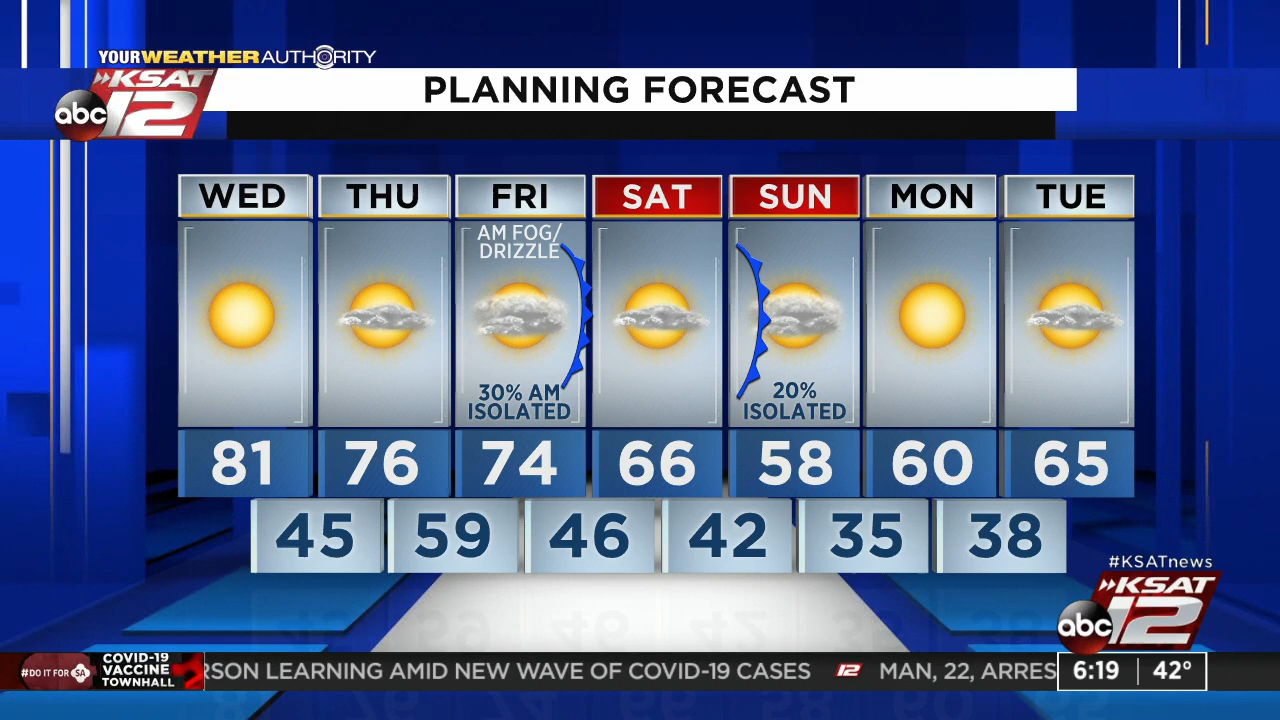 YOURWEATHERAUTHORITY
KSAT
abc 12
PLANNING FORECAST
WED THU FRI SAT SUN MON TUE
AM FOG/
DRIZZLE
30% AM
ISOLATED
20%
ISOLATED
81 76 74 66 58 60 65
45 59 46 42 35 38
#KSATnews
KSAT
abc 12
#DO IT FOR SA
COVID-19
VACCINE
TOWNHALL
RSON LEARNING AMID NEW WAVE OF COVID-19 CASES 12 MAN, 22, ARRES
6:19 42°